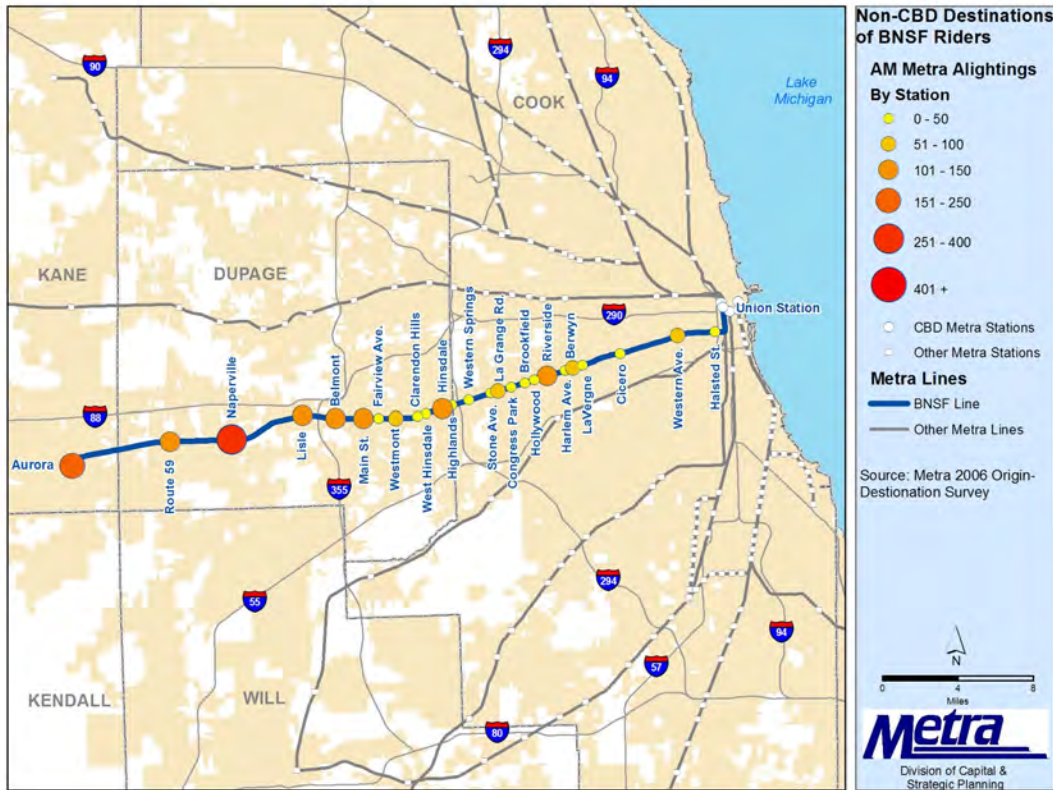 90
294
94
COOK
Lake
Michigan
KANE
DUPAGE
290
Union Station
88
Aurora
Route 59
Naperville
Lisle
Belmont
Main St.
Fairview Ave.
Westmont
Clarendon Hills
West Hinsdale
Hinsdale
Highlands
Western Springs
Stone Ave.
La Grange Rd.
Congress Park
Brookfield
Hollywood
Riverside
Harlem Ave.
Berwyn
LaVergne
Cicero
Western Ave.
Halsted St.
355
55
294
94
57
80
KENDALL
WILL
Non-CBD Destinations
of BNSF Riders
AM Metra Alightings
By Station
0 - 50
51 - 100
101 - 150
151 - 250
251 - 400
401 +
CBD Metra Stations
Other Metra Stations
Metra Lines
BNSF Line
Other Metra Lines
Source: Metra 2006 Origin-
Destionation Survey
N
0 4 8
Miles
Metra
Division of Capital &
Strategic Planning